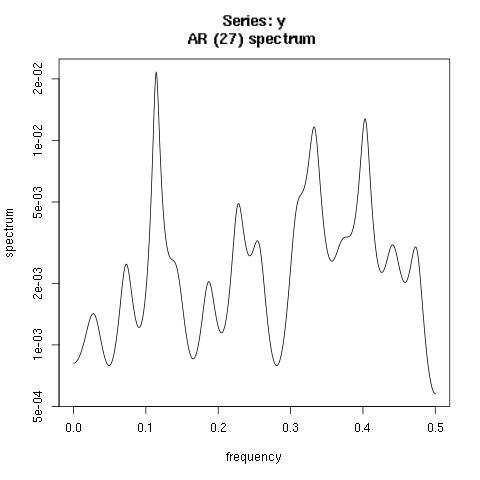 Series: y
AR (27) spectrum
2e-02
1e-02
5e-03
2e-03
1e-03
5e-04
spectrum
0.0 0.1 0.2 0.3 0.4 0.5
frequency